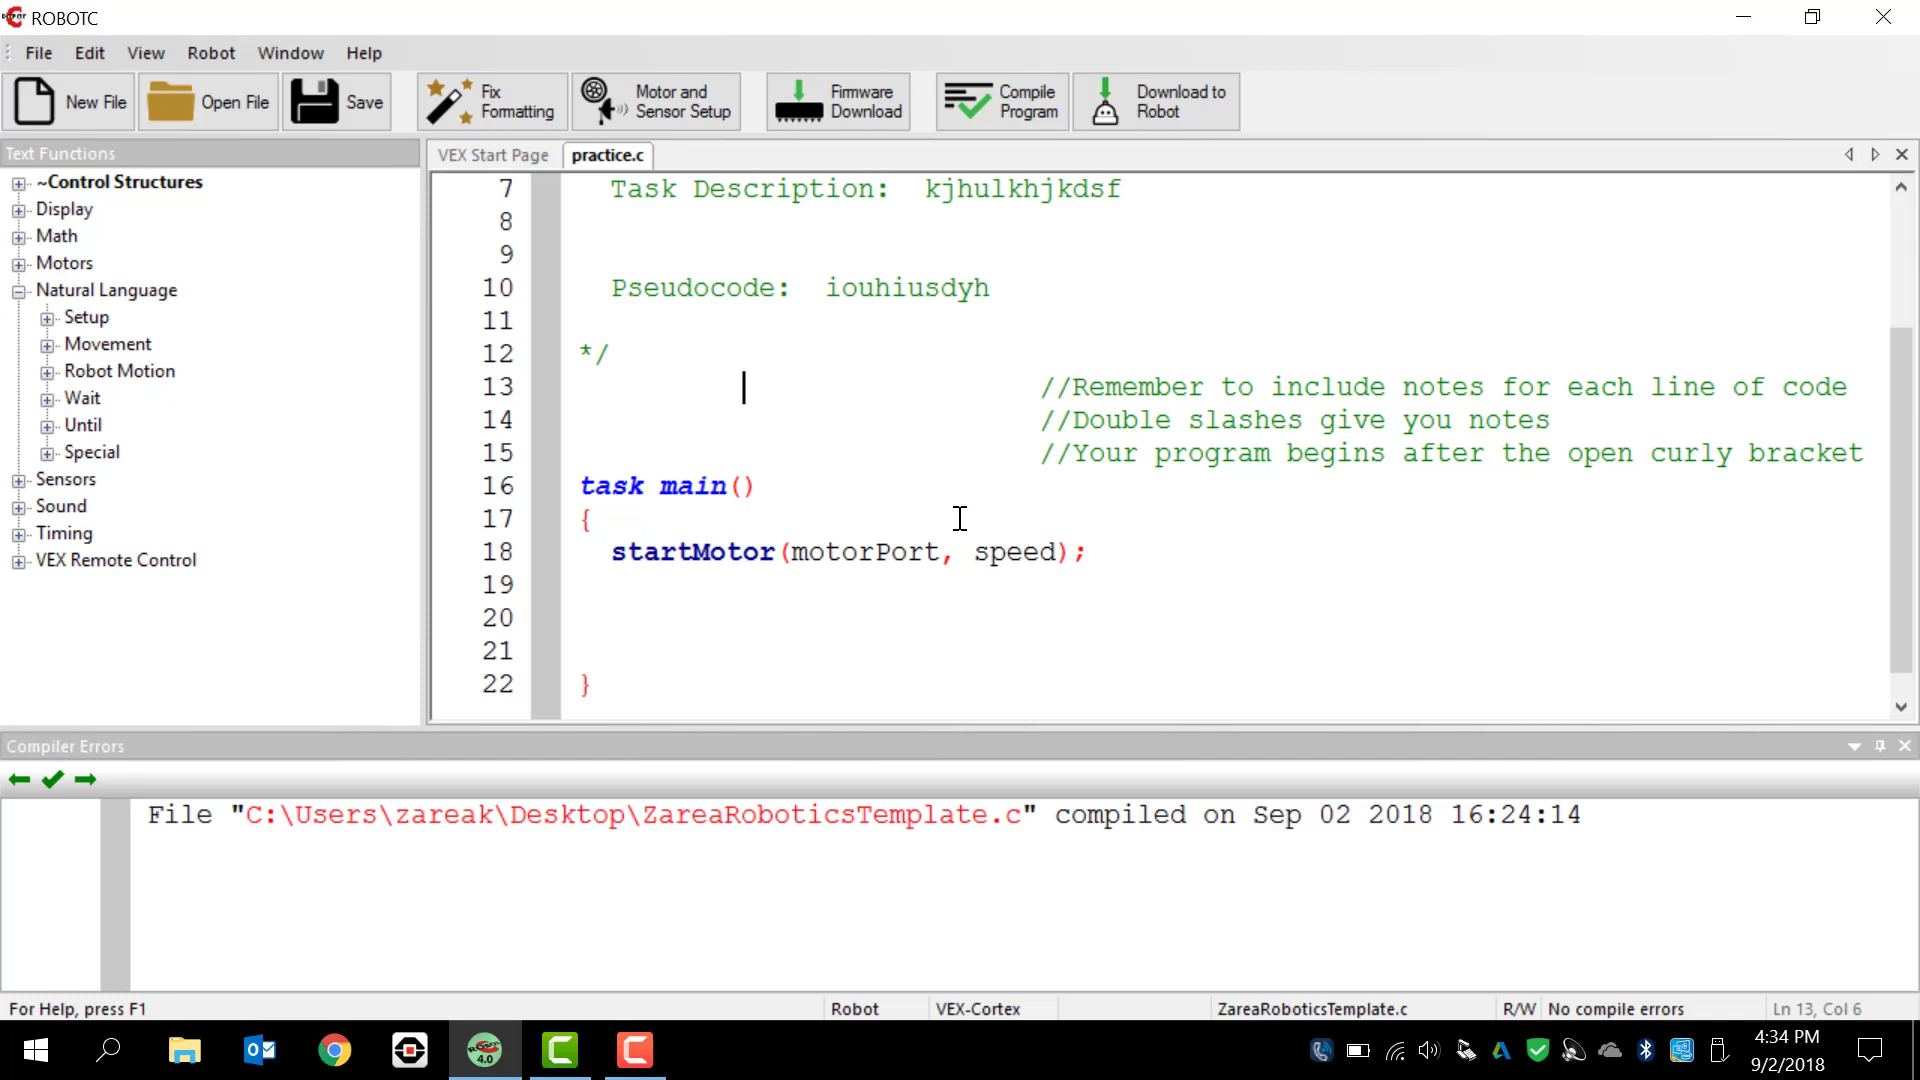 ROBOTC
File Edit View Robot Window Help
New File Open File Save Fix Formatting Motor and Sensor Setup Firmware Download Compile Program Download to Robot
Text Functions
~Control Structures
Display
Math
Motors
Natural Language
Setup
Movement
Robot Motion
Wait
Until
Special
Sensors
Sound
Timing
VEX Remote Control
VEX Start Page practice.c
7 Task Description: kjhulkhjkdsf
8
9
10 Pseudocode: iouhiusdyh
11
12 */
13 //Remember to include notes for each line of code
14 //Double slashes give you notes
15 //Your program begins after the open curly bracket
16 task main()
17 {
18 startMotor(motorPort, speed);
19
20
21
22 }
Compiler Errors
File "C:\Users\zareak\Desktop\ZareaRoboticsTemplate.c" compiled on Sep 02 2018 16:24:14
For Help, press F1 Robot VEX-Cortex ZareaRoboticsTemplate.c R/W No compile errors Ln 13, Col 6
4.0
4:34 PM
9/2/2018